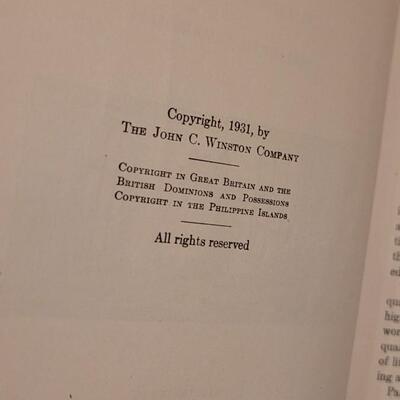 Copyright, 1931, by
The John C. Winston Company
Copyright in Great Britain and the
British Dominions and Possessions
Copyright in the Philippine Islands
All rights reserved